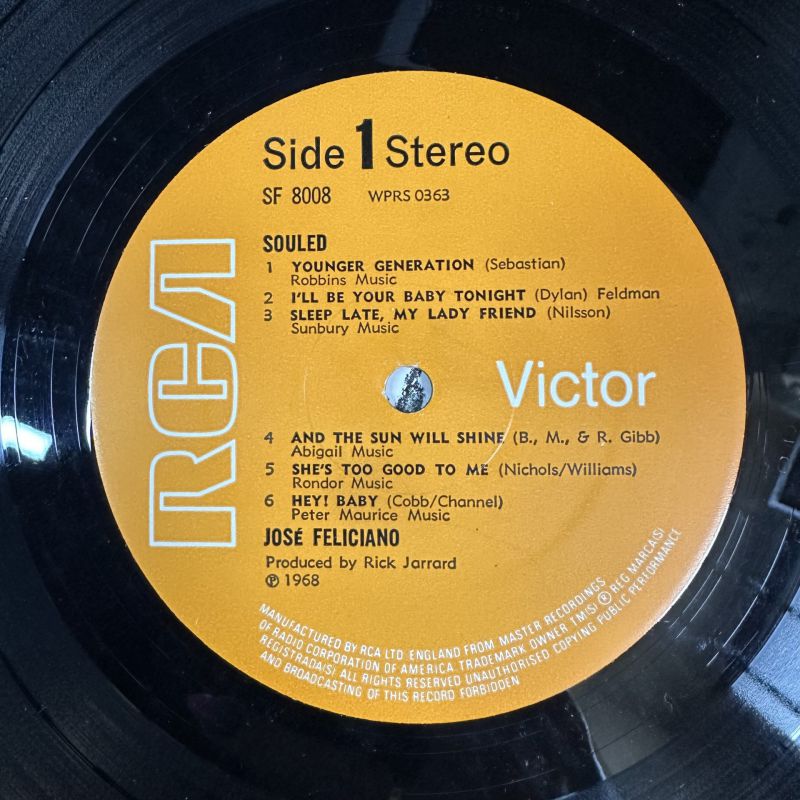 Side 1 Stereo
SF 8008 WPRS 0363
SOULED
1 YOUNGER GENERATION (Sebastian)
Robbins Music
2 I'LL BE YOUR BABY TONIGHT (Dylan) Feldman
3 SLEEP LATE, MY LADY FRIEND (Nilsson)
Sunbury Music
RCA
Victor
4 AND THE SUN WILL SHINE (B., M., & R. Gibb)
Abigail Music
5 SHE'S TOO GOOD TO ME (Nichols/Williams)
Rondor Music
6 HEY! BABY (Cobb/Channel)
Peter Maurice Music
JOSÉ FELICIANO
Produced by Rick Jarrard
℗ 1968
MANUFACTURED BY RCA LTD ENGLAND FROM MASTER RECORDINGS
OF RADIO CORPORATION OF AMERICA TRADEMARK OWNER TM(S) ® REG MARCA(S)
REGISTRADA(S) ALL RIGHTS RESERVED UNAUTHORISED COPYING PUBLIC PERFORMANCE
AND BROADCASTING OF THIS RECORD FORBIDDEN